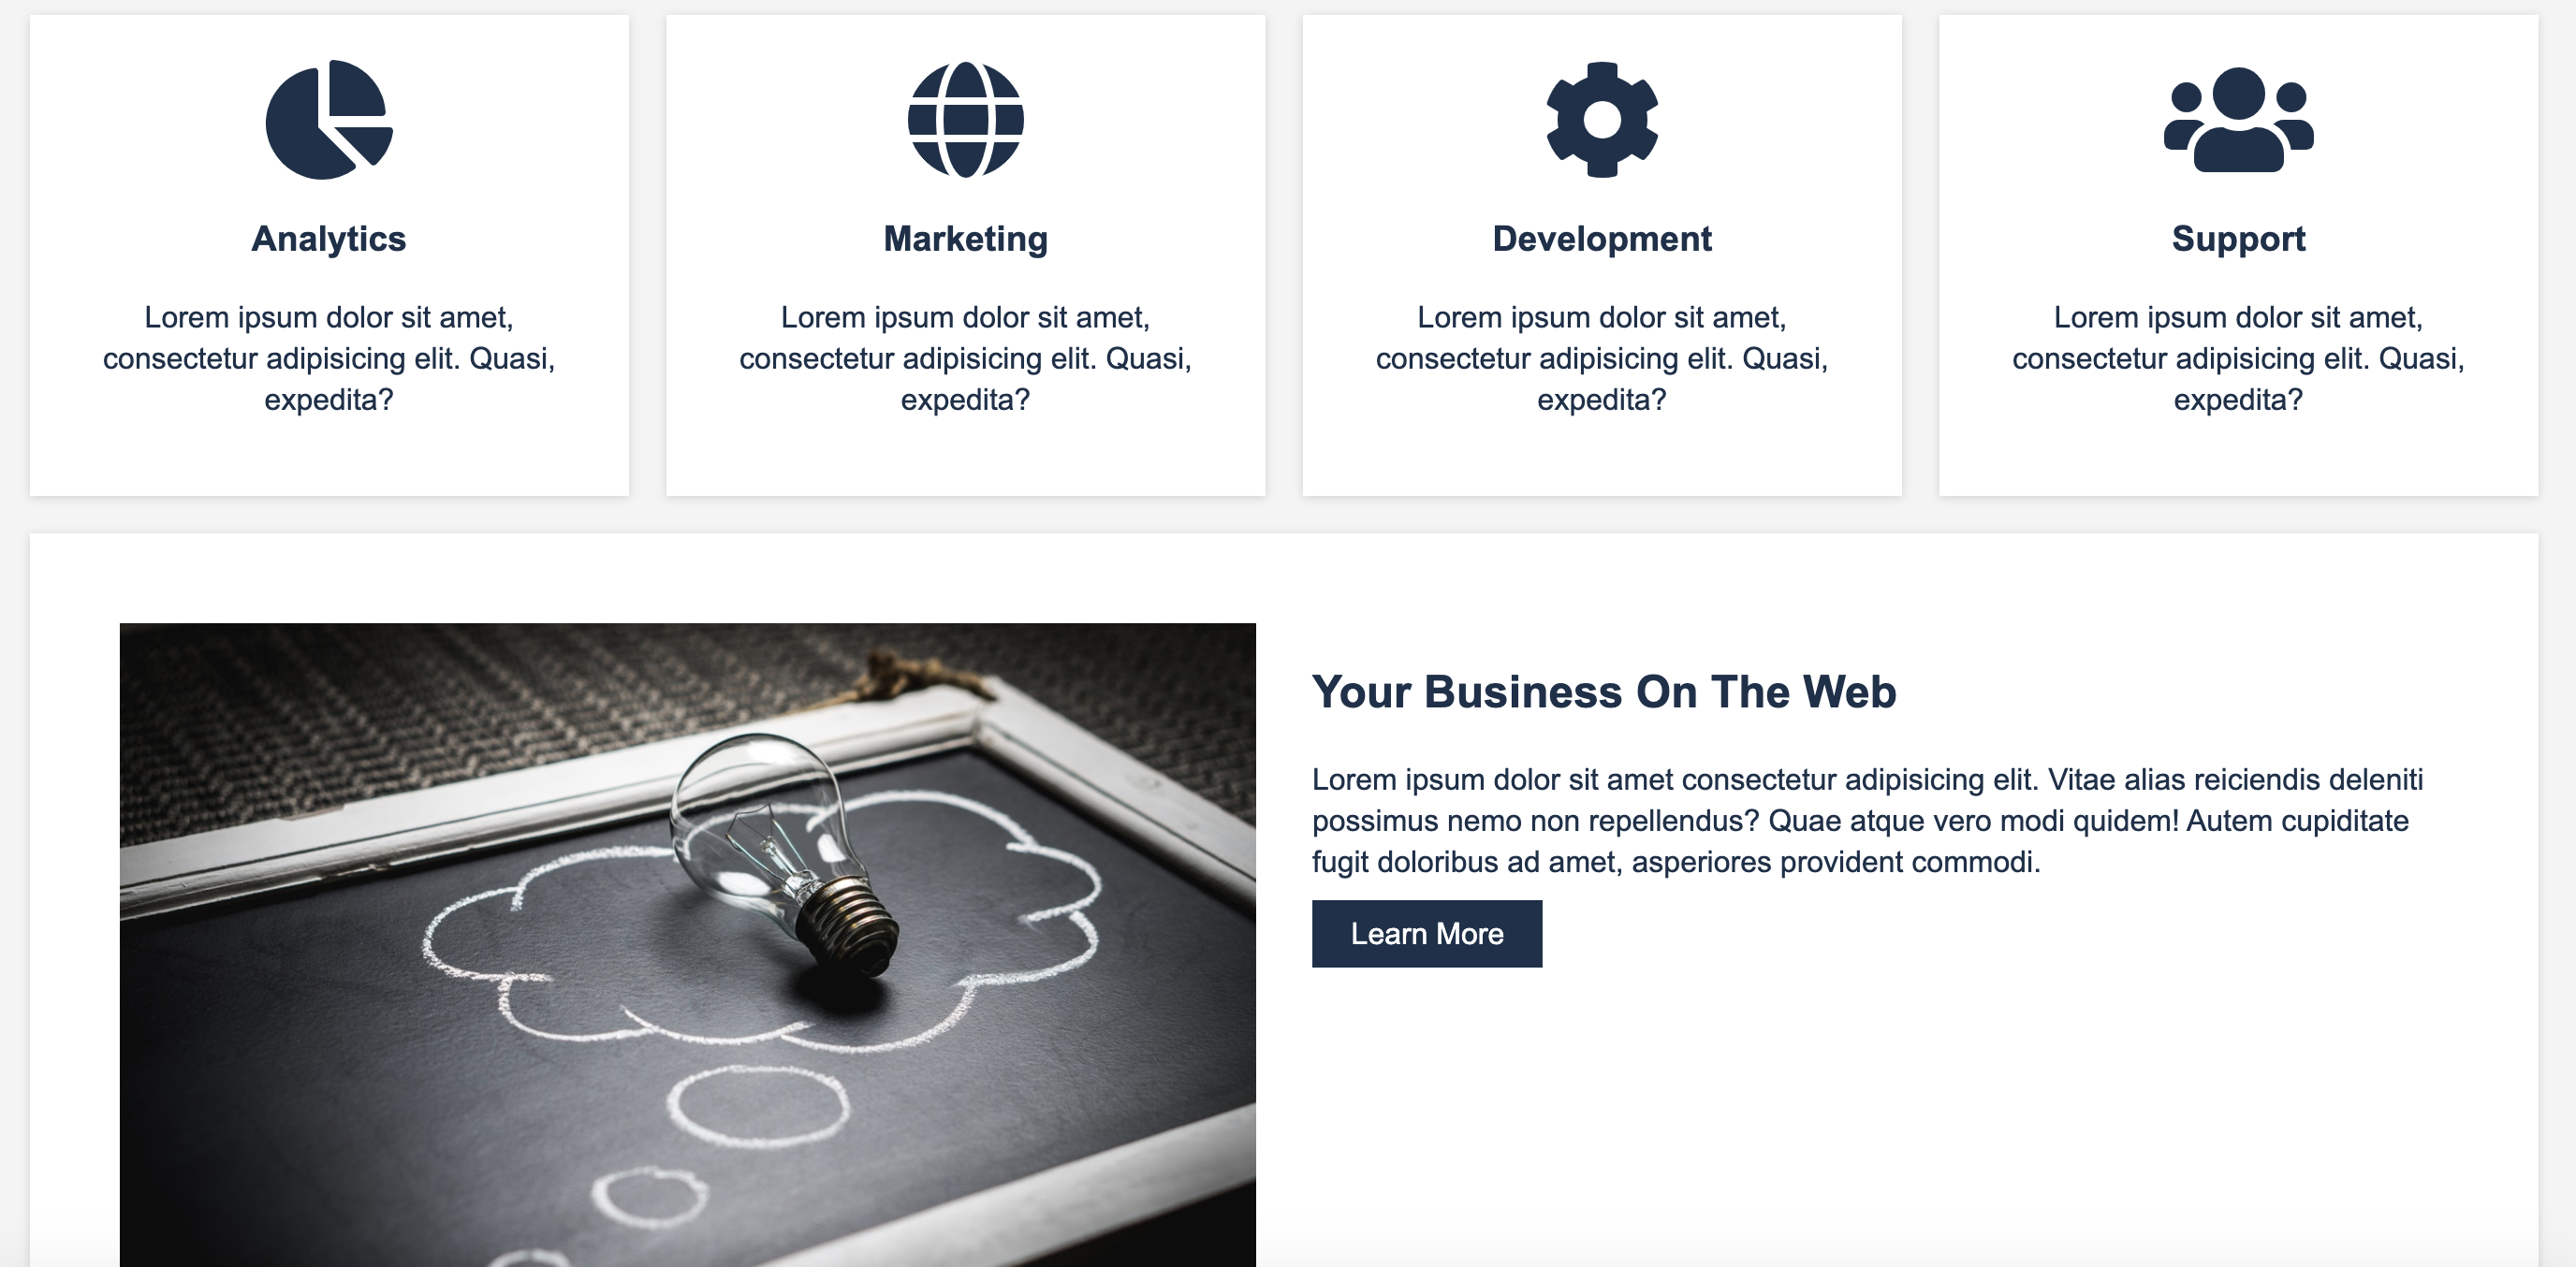 Analytics
Lorem ipsum dolor sit amet,
consectetur adipisicing elit. Quasi,
expedita?
Marketing
Lorem ipsum dolor sit amet,
consectetur adipisicing elit. Quasi,
expedita?
Development
Lorem ipsum dolor sit amet,
consectetur adipisicing elit. Quasi,
expedita?
Support
Lorem ipsum dolor sit amet,
consectetur adipisicing elit. Quasi,
expedita?
Your Business On The Web
Lorem ipsum dolor sit amet consectetur adipisicing elit. Vitae alias reiciendis deleniti
possimus nemo non repellendus? Quae atque vero modi quidem! Autem cupiditate
fugit doloribus ad amet, asperiores provident commodi.
Learn More